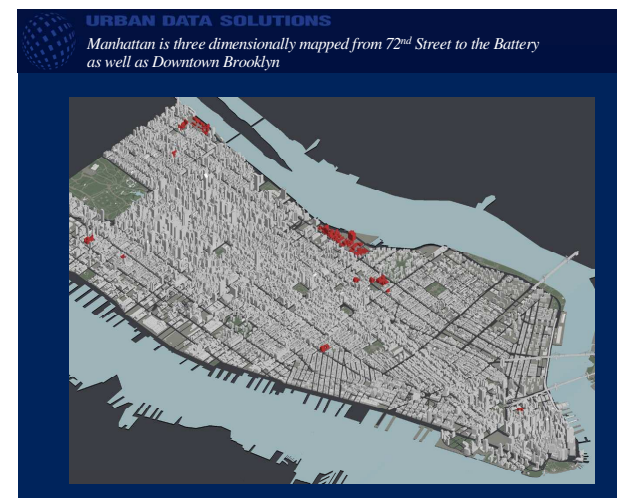 URBAN DATA SOLUTIONS
Manhattan is three dimensionally mapped from 72nd Street to the Battery
as well as Downtown Brooklyn